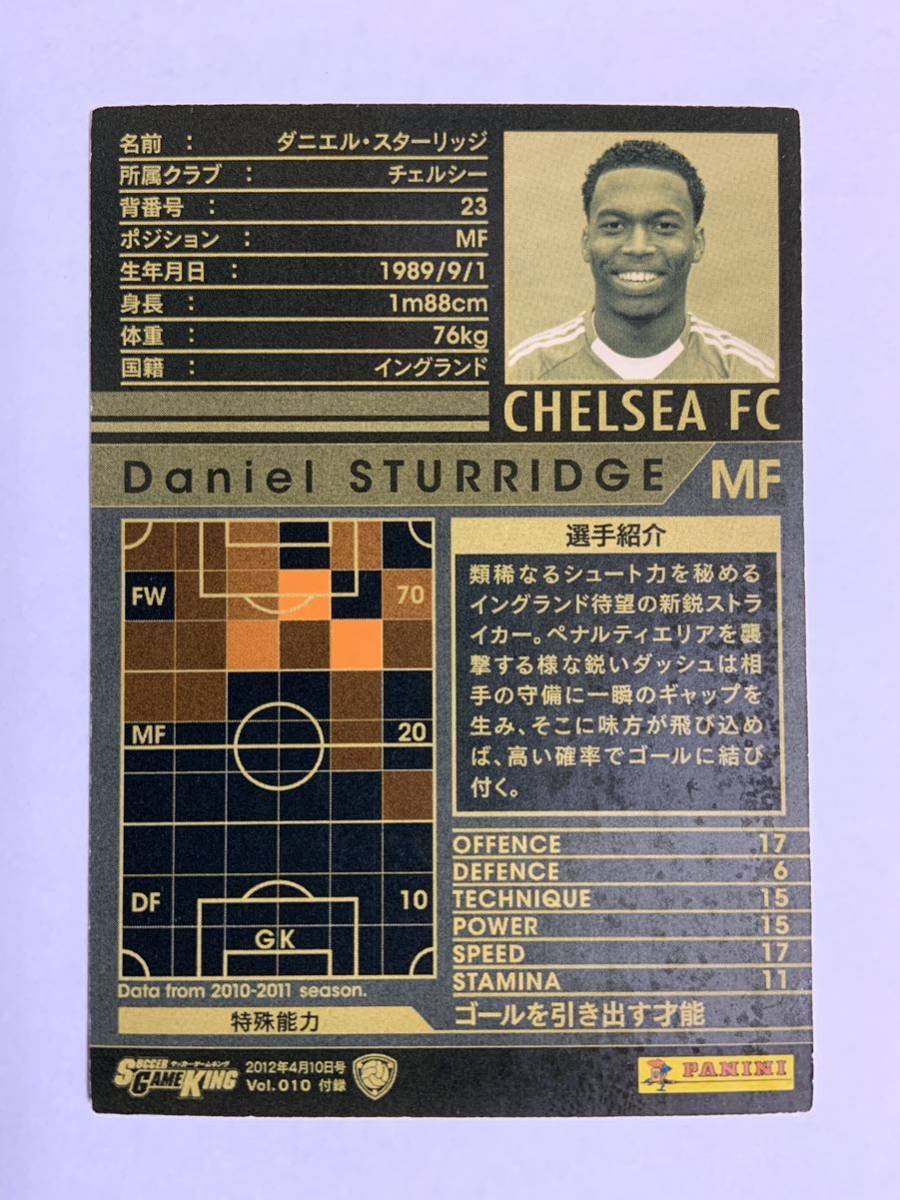 名前 : ダニエル・スターリッジ
所属クラブ : チェルシー
背番号 : 23
ポジション : MF
生年月日 : 1989/9/1
身長 : 1m88cm
体重 : 76kg
国籍 : イングランド
CHELSEA FC
Daniel STURRIDGE MF
FW 70
MF 20
DF 10
GK
Data from 2010-2011 season.
選手紹介
類稀なるシュート力を秘める
イングランド待望の新鋭ストラ
イカー。ペナルティエリアを襲
撃する様な鋭いダッシュは相
手の守備に一瞬のギャップを
生み、そこに味方が飛び込め
ば、高い確率でゴールに結び
付く。
OFFENCE 17
DEFENCE 6
TECHNIQUE 15
POWER 15
SPEED 17
STAMINA 11
特殊能力 ゴールを引き出す才能
SOCCER サッカーゲームキング
GAME KING
2012年4月10日号
Vol.010 付録
PANINI